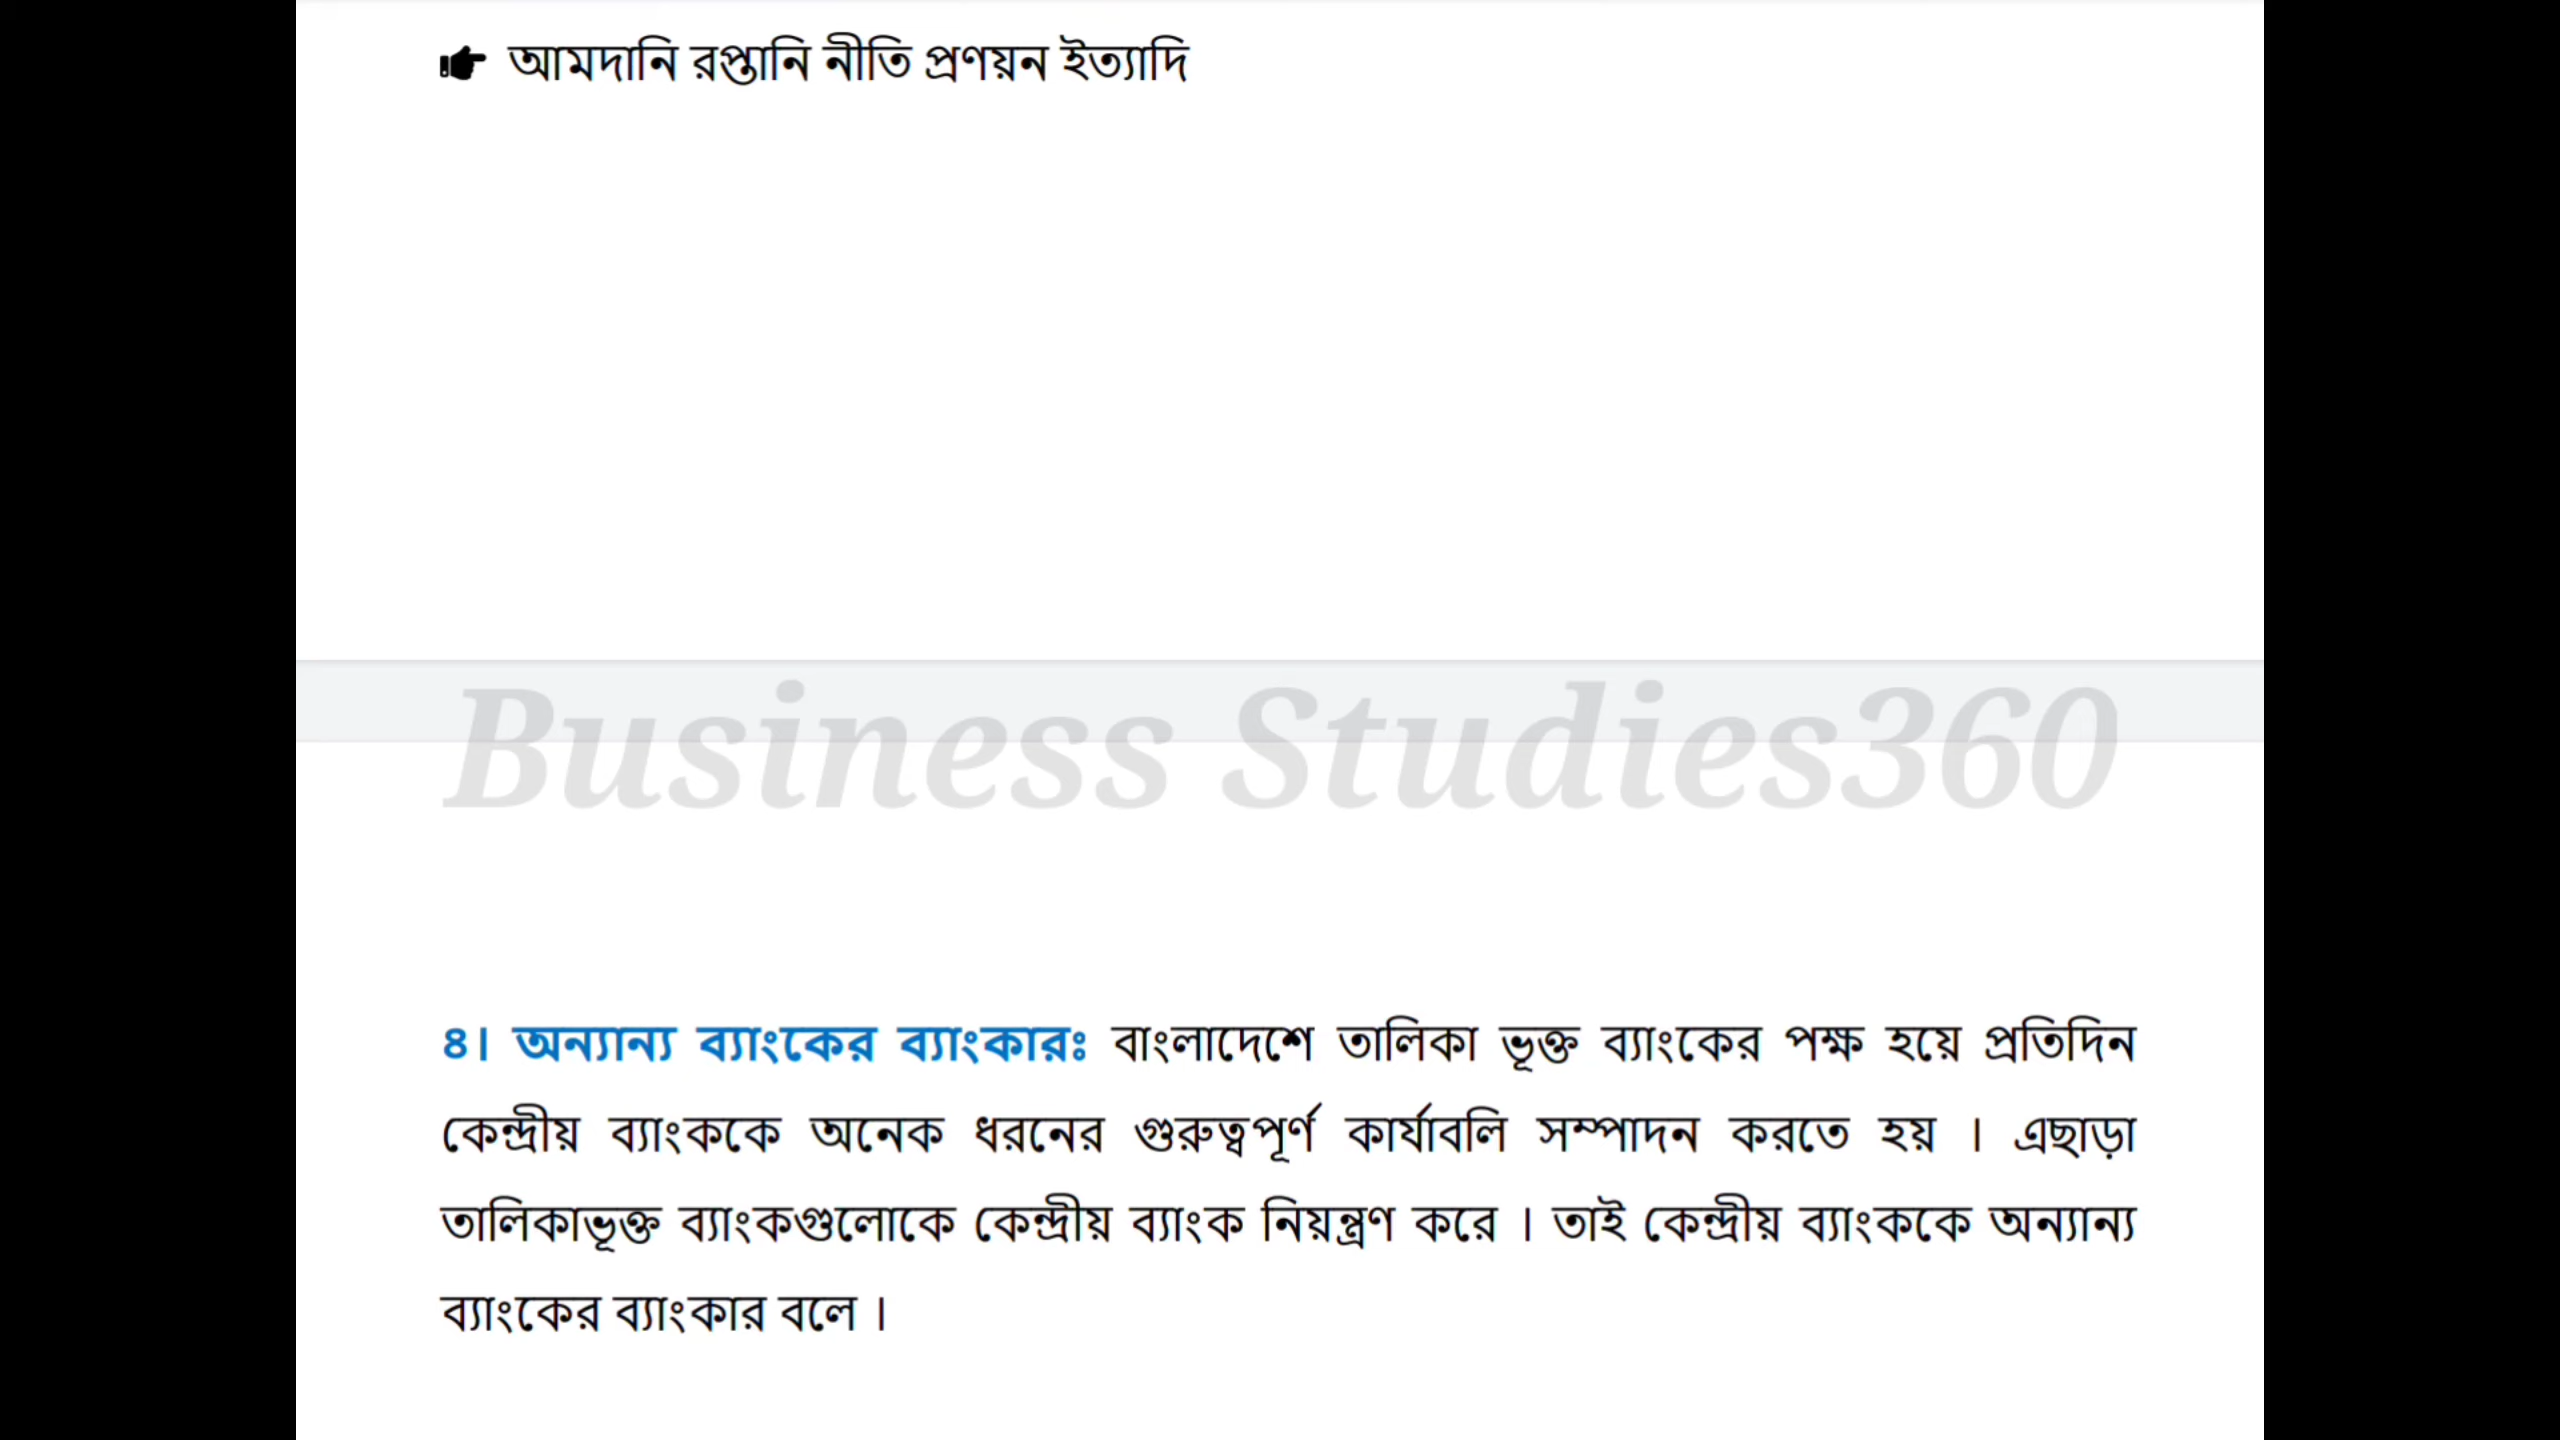 আমদানি রপ্তানি নীতি প্রণয়ন ইত্যাদি
Business Studies360
৪। অন্যান্য ব্যাংকের ব্যাংকারঃ বাংলাদেশে তালিকা ভূক্ত ব্যাংকের পক্ষ হয়ে প্রতিদিন
কেন্দ্রীয় ব্যাংককে অনেক ধরনের গুরুত্বপূর্ণ কার্যাবলি সম্পাদন করতে হয় । এছাড়া
তালিকাভূক্ত ব্যাংকগুলোকে কেন্দ্রীয় ব্যাংক নিয়ন্ত্রণ করে । তাই কেন্দ্রীয় ব্যাংককে অন্যান্য
ব্যাংকের ব্যাংকার বলে ।